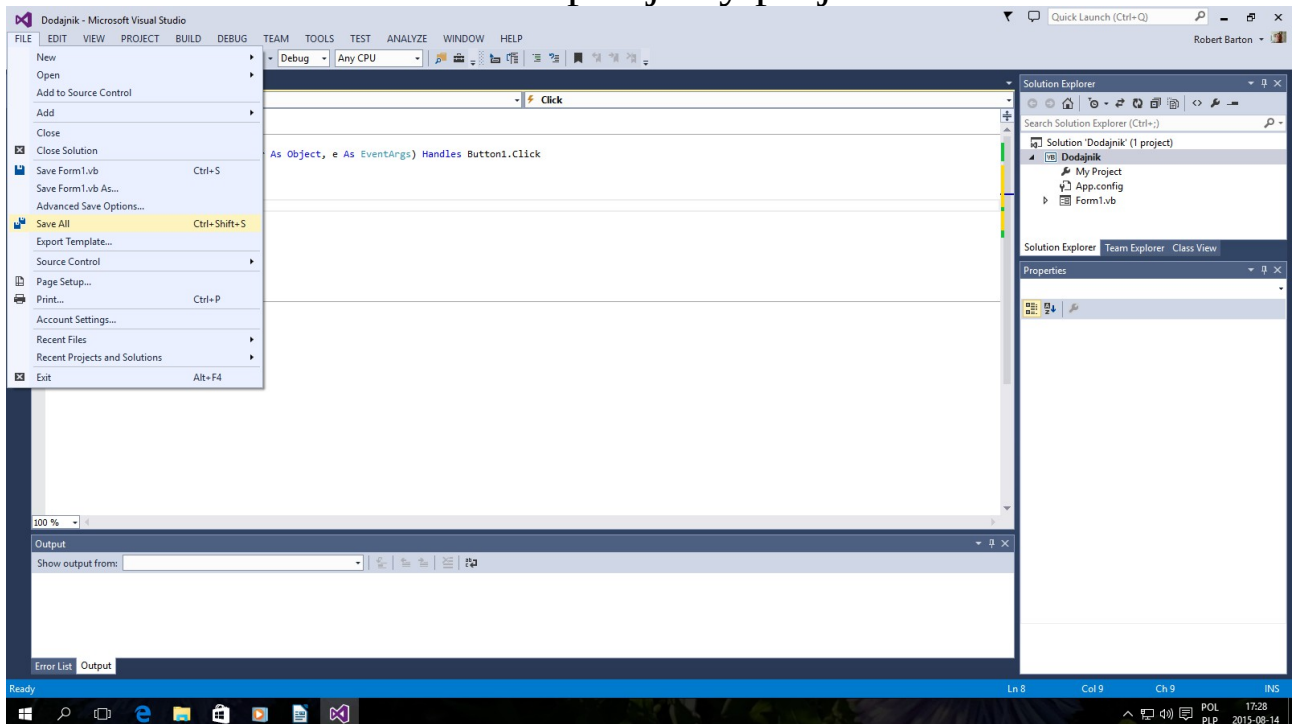 Dodajnik - Microsoft Visual Studio
Quick Launch (Ctrl+Q)
FILE EDIT VIEW PROJECT BUILD DEBUG TEAM TOOLS TEST ANALYZE WINDOW HELP
Robert Barton
Debug Any CPU
New
Open
Add to Source Control
Add
Close
Close Solution
Save Form1.vb Ctrl+S
Save Form1.vb As...
Advanced Save Options...
Save All Ctrl+Shift+S
Export Template...
Source Control
Page Setup...
Print... Ctrl+P
Account Settings...
Recent Files
Recent Projects and Solutions
Exit Alt+F4
Click
As Object, e As EventArgs) Handles Button1.Click
100 %
Output
Show output from:
Error List Output
Solution Explorer
Search Solution Explorer (Ctrl+;)
Solution 'Dodajnik' (1 project)
VB Dodajnik
My Project
App.config
Form1.vb
Solution Explorer Team Explorer Class View
Properties
Ready Ln 8 Col 9 Ch 9 INS
POL 17:28
PLP 2015-08-14